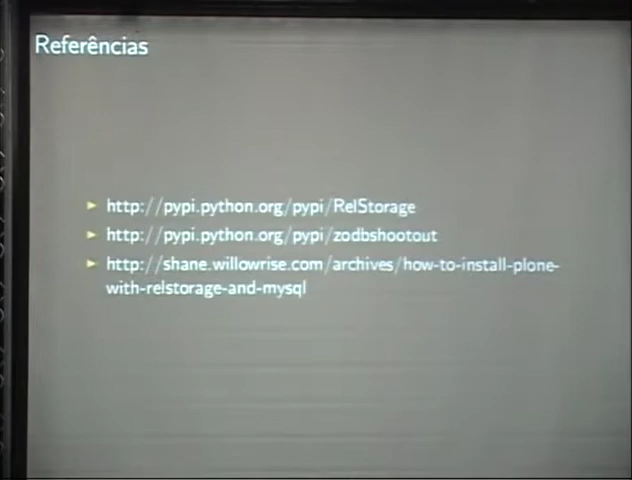 Referências
http://pypi.python.org/pypi/RelStorage
http://pypi.python.org/pypi/zodbshootout
http://shane.willowrise.com/archives/how-to-install-plone-
with-relstorage-and-mysql